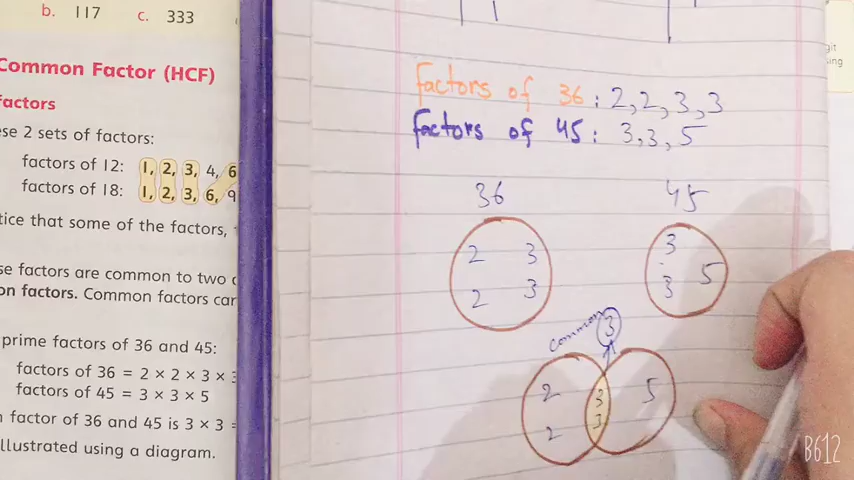 b. 117 c. 333
Common Factor (HCF)
factors
se 2 sets of factors:
factors of 12: 1, 2, 3, 4, 6
factors of 18: 1, 2, 3, 6, 9
tice that some of the factors,
se factors are common to two
on factors. Common factors car
prime factors of 36 and 45:
factors of 36 = 2 × 2 × 3 × 3
factors of 45 = 3 × 3 × 5
factor of 36 and 45 is 3 × 3 =
llustrated using a diagram.
factors of 36 : 2, 2, 3, 3
factors of 45 : 3, 3, 5
36 45
2 3
2 3
3
3 5
common 3
2 3 5
2 3
git
ing
B612